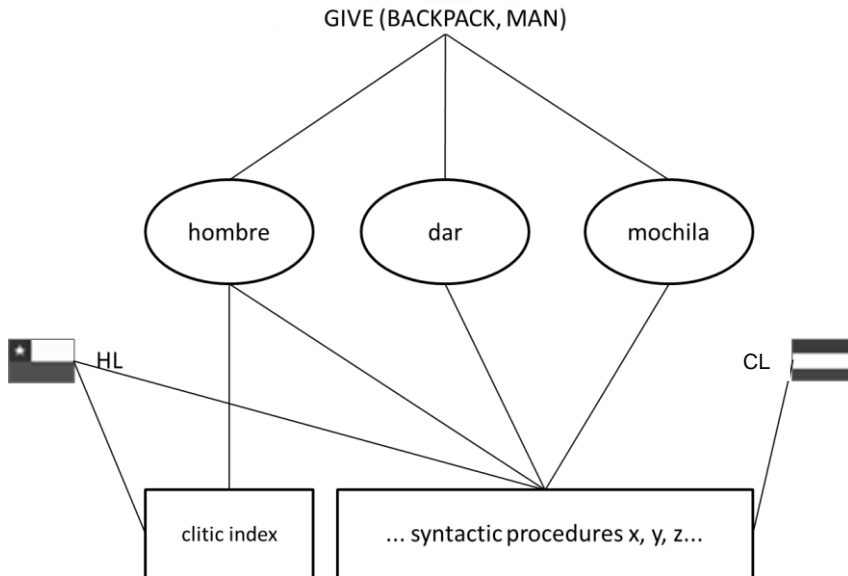 GIVE (BACKPACK, MAN)
hombre
dar
mochila
HL
CL
clitic index
... syntactic procedures x, y, z...